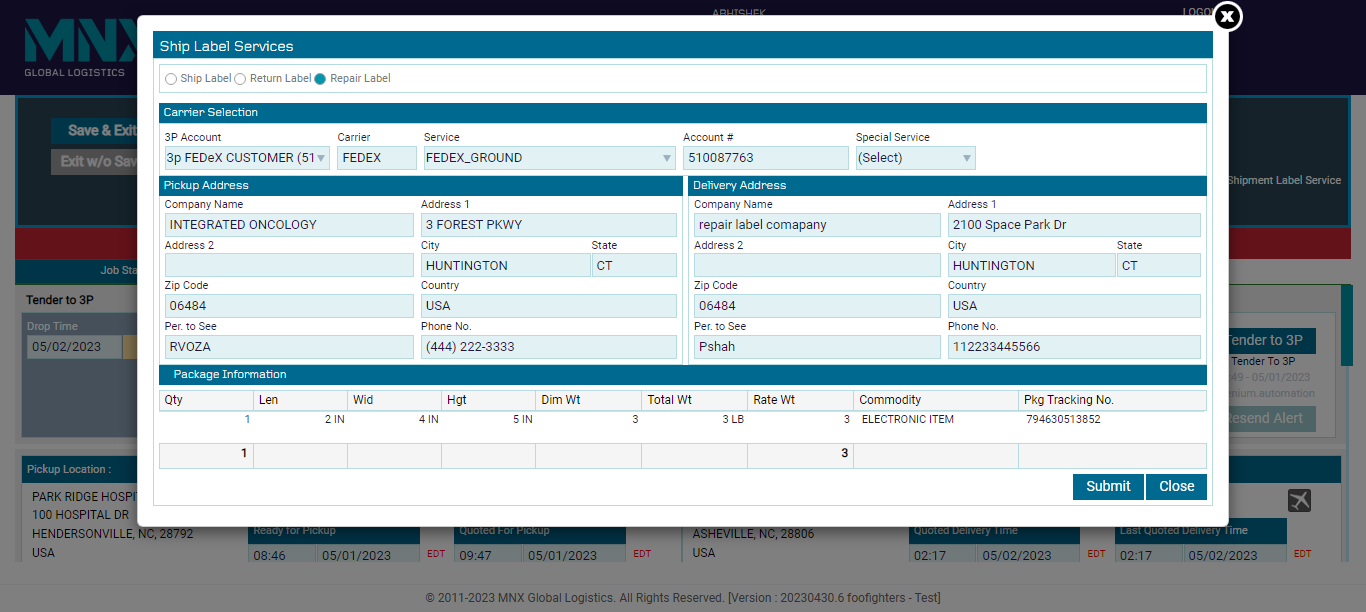 ABHISHEK
MNX
GLOBAL LOGISTICS
Ship Label Services
Ship Label Return Label Repair Label
Carrier Selection
3P Account Carrier Service Account # Special Service
3p FEDeX CUSTOMER (51 FEDEX FEDEX_GROUND 510087763 (Select)
Save & Exit
Exit w/o Sav
Shipment Label Service
Pickup Address Delivery Address
Company Name Address 1 Company Name Address 1
INTEGRATED ONCOLOGY 3 FOREST PKWY repair label comapany 2100 Space Park Dr
Address 2 City State Address 2 City State
HUNTINGTON CT HUNTINGTON CT
Zip Code Country Zip Code Country
06484 USA 06484 USA
Per. to See Phone No. Per. to See Phone No.
RVOZA (444) 222-3333 Pshah 112233445566
Job Sta
Tender to 3P
Drop Time
05/02/2023
Tender to 3P
Tender To 3P
:49 - 05/01/2023
enium.automation
Resend Alert
Package Information
Qty Len Wid Hgt Dim Wt Total Wt Rate Wt Commodity Pkg Tracking No.
1 2 IN 4 IN 5 IN 3 3 LB 3 ELECTRONIC ITEM 794630513852
1 3
Submit Close
Pickup Location :
PARK RIDGE HOSPI
100 HOSPITAL DR
HENDERSONVILLE, NC, 28792
USA
Ready for Pickup Quoted For Pickup
08:46 05/01/2023 EDT 09:47 05/01/2023 EDT
ASHEVILLE, NC, 28806
USA
Quoted Delivery Time Last Quoted Delivery Time
02:17 05/02/2023 EDT 02:17 05/02/2023 EDT
© 2011-2023 MNX Global Logistics. All Rights Reserved. [Version : 20230430.6 foofighters - Test]